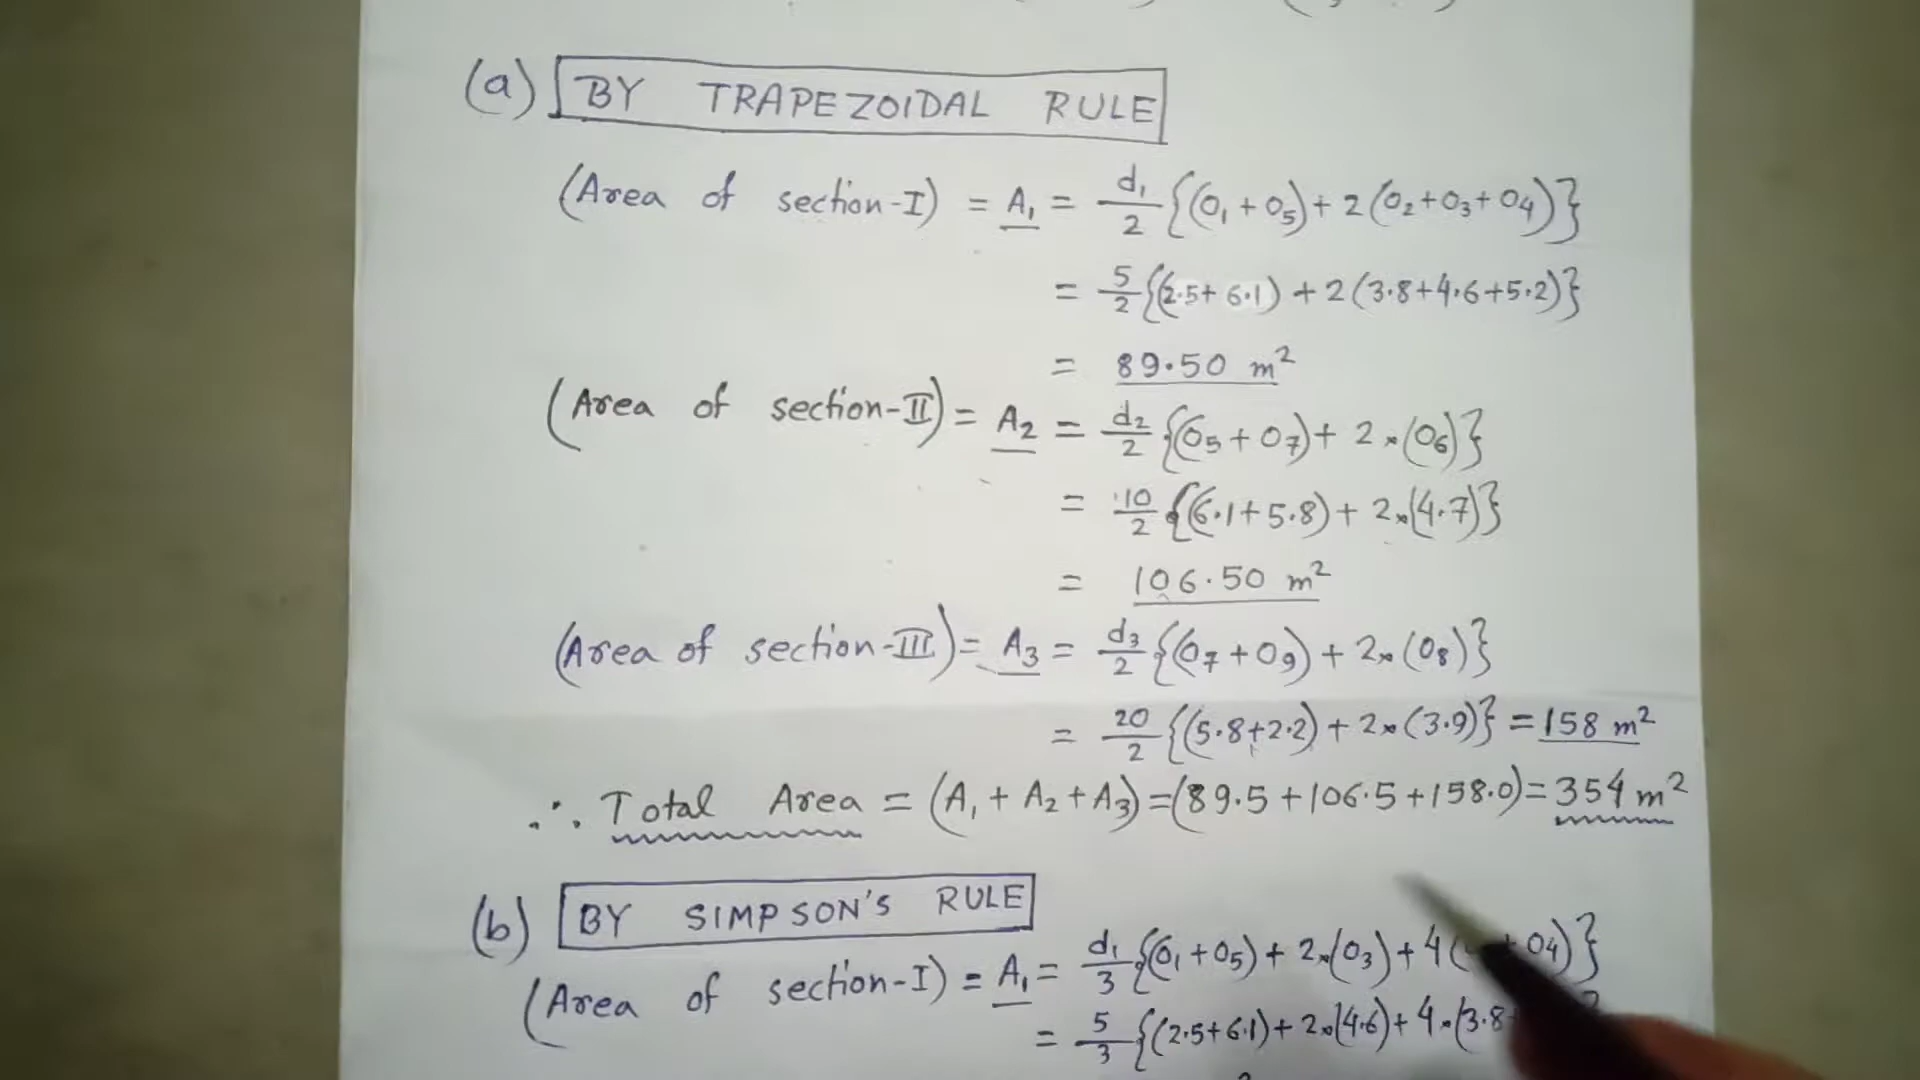 (a) BY TRAPEZOIDAL RULE
(Area of section-I) = A₁ = d₁/2 {(O₁ + O₅) + 2 (O₂+O₃+O₄)}
= 5/2 {(2.5+ 6.1) + 2 (3.8+4.6+5.2)}
= 89.50 m²
(Area of section-II) = A₂ = d₂/2 {(O₅ + O₇) + 2 × (O₆)}
= 10/2 {(6.1+5.8) + 2×(4.7)}
= 106.50 m²
(Area of section-III) = A₃ = d₃/2 {(O₇ + O₉) + 2× (O₈)}
= 20/2 {(5.8+2.2) + 2× (3.9)} = 158 m²
∴ Total Area = (A₁ + A₂ + A₃) = (89.5 + 106.5 + 158.0) = 354 m²
(b) BY SIMPSON'S RULE
(Area of section-I) = A₁ = d₁/3 {(O₁ + O₅) + 2×(O₃) + 4 ( + O₄)}
= 5/3 {(2.5+6.1) + 2×(4.6) + 4×(3.8